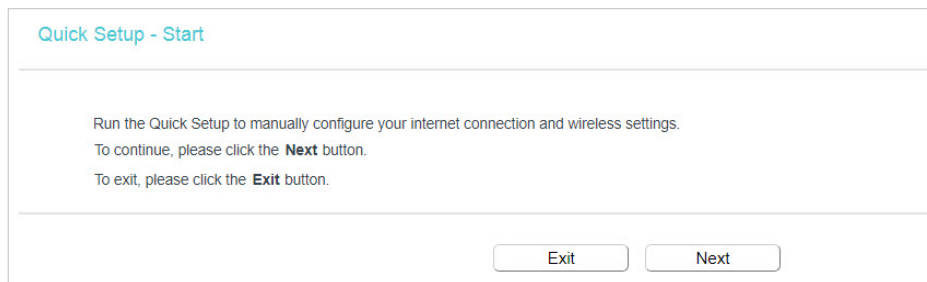 Quick Setup - Start
Run the Quick Setup to manually configure your internet connection and wireless settings.
To continue, please click the Next button.
To exit, please click the Exit button.
Exit Next